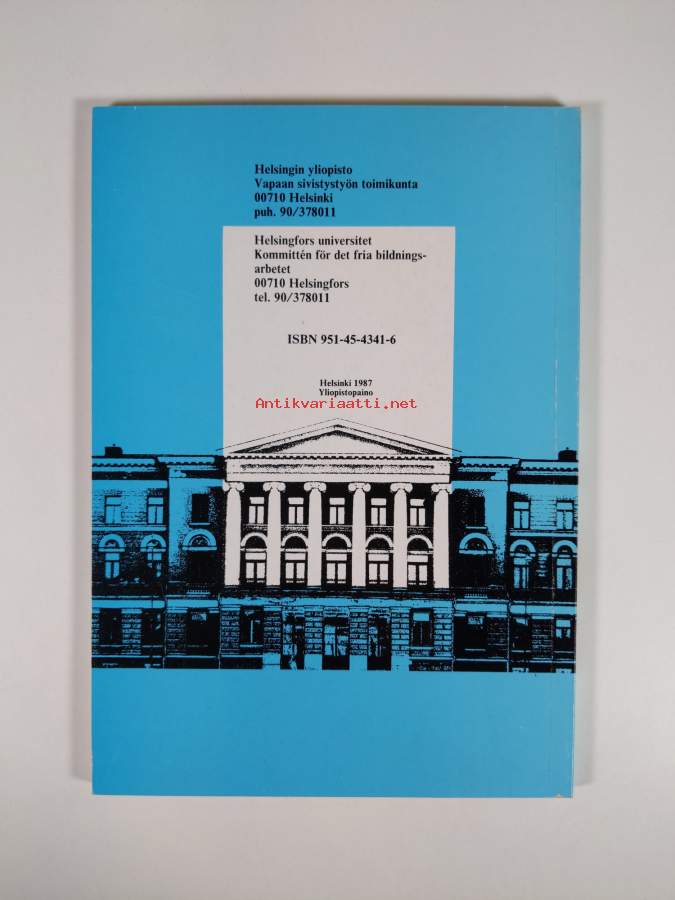 Helsingin yliopisto
Vapaan sivistystyön toimikunta
00710 Helsinki
puh. 90/378011
Helsingfors universitet
Kommittén för det fria bildnings-
arbetet
00710 Helsingfors
tel. 90/378011
ISBN 951-45-4341-6
Helsinki 1987
Yliopistopaino
Antikvariaatti.net